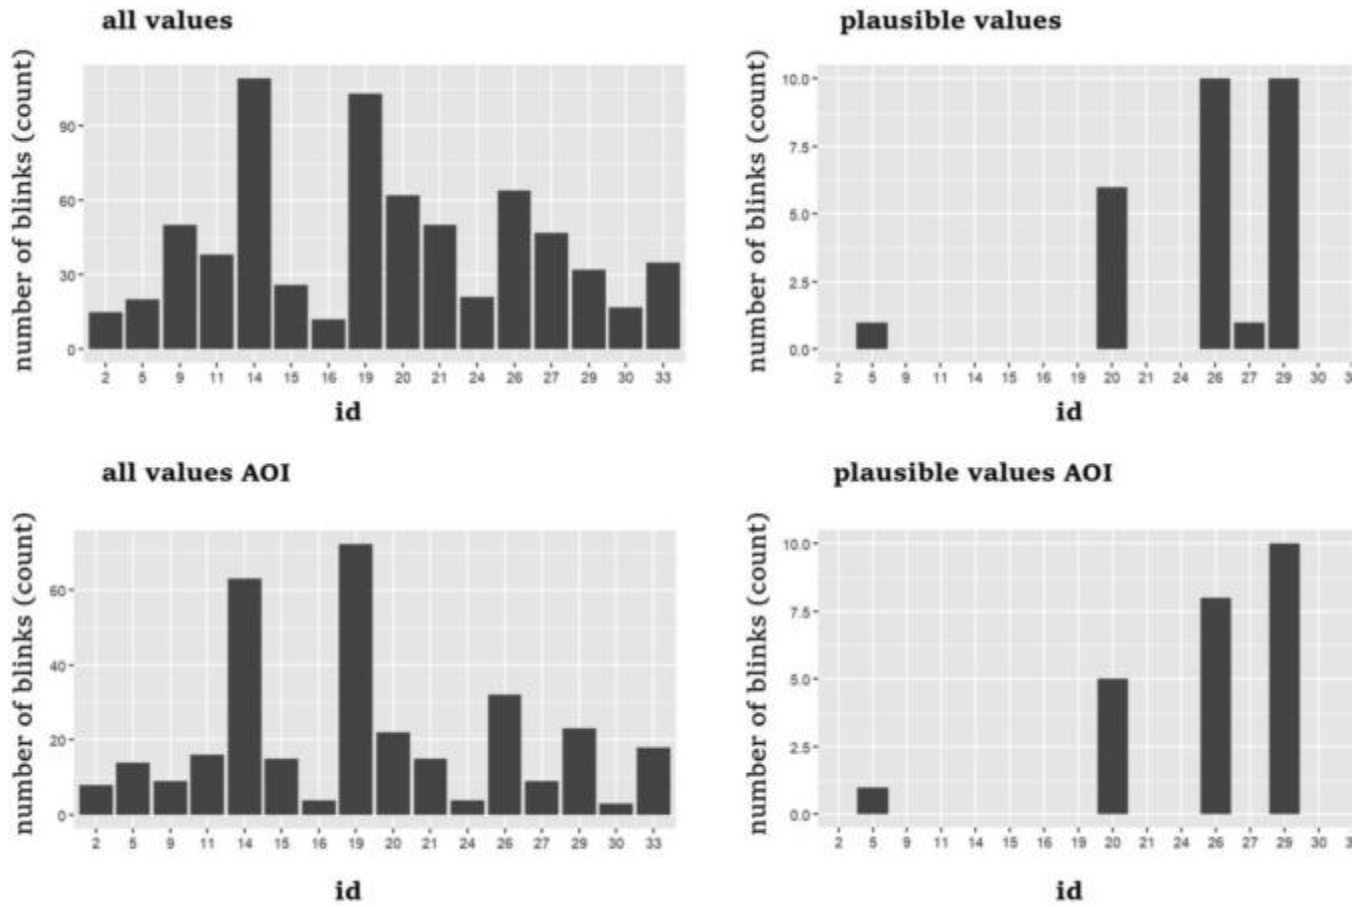 all values
number of blinks (count)
90
60
30
0
2 5 9 11 14 15 16 19 20 21 24 26 27 29 30 33
id
plausible values
number of blinks (count)
10.0
7.5
5.0
2.5
0.0
2 5 9 11 14 15 16 19 20 21 24 26 27 29 30
id
all values AOI
number of blinks (count)
60
40
20
0
2 5 9 11 14 15 16 19 20 21 24 26 27 29 30 33
id
plausible values AOI
number of blinks (count)
10.0
7.5
5.0
2.5
0.0
2 5 9 11 14 15 16 19 20 21 24 26 27 29 30
id